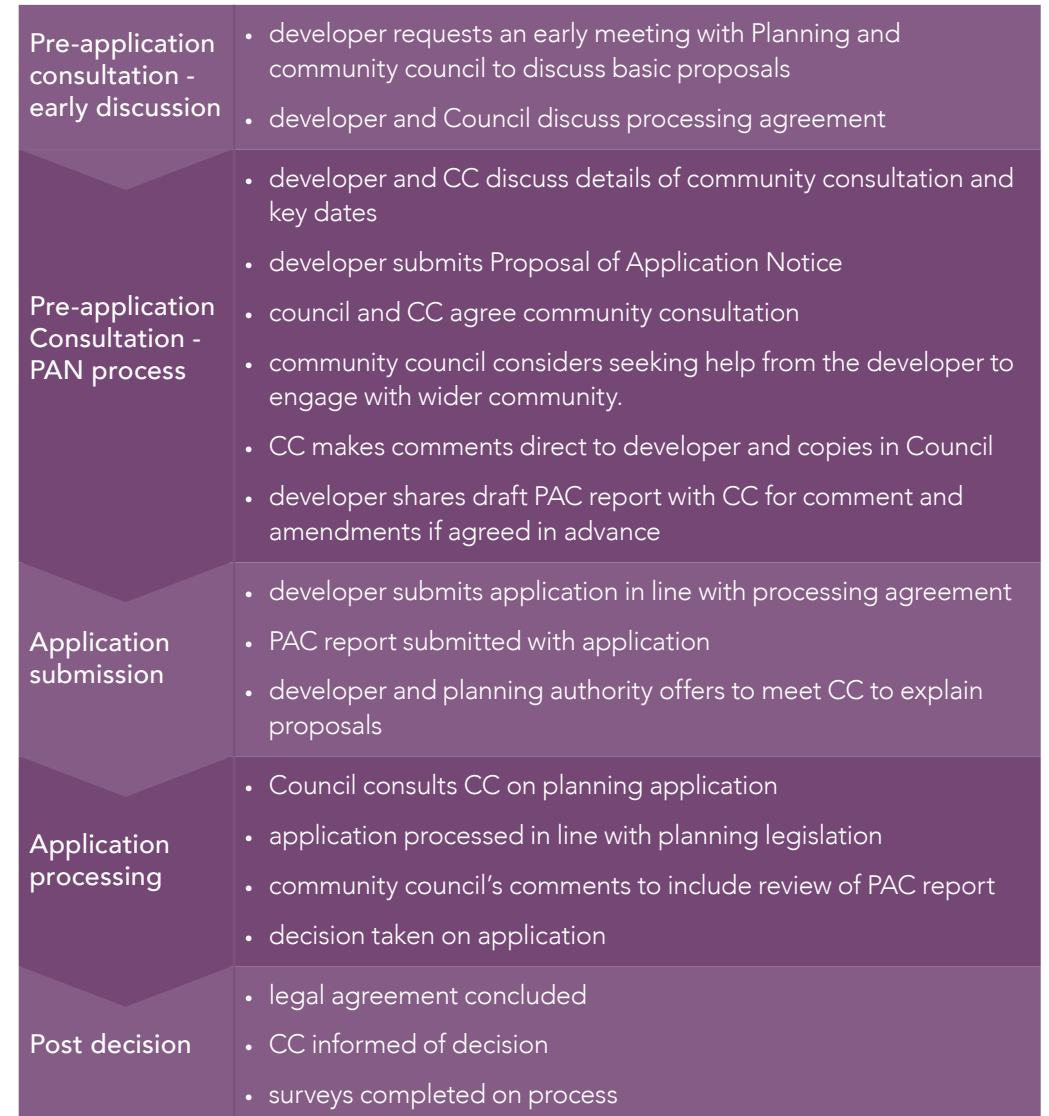 Pre-application
consultation -
early discussion
• developer requests an early meeting with Planning and
community council to discuss basic proposals
• developer and Council discuss processing agreement
Pre-application
Consultation -
PAN process
• developer and CC discuss details of community consultation and
key dates
• developer submits Proposal of Application Notice
• council and CC agree community consultation
• community council considers seeking help from the developer to
engage with wider community.
• CC makes comments direct to developer and copies in Council
• developer shares draft PAC report with CC for comment and
amendments if agreed in advance
Application
submission
• developer submits application in line with processing agreement
• PAC report submitted with application
• developer and planning authority offers to meet CC to explain
proposals
Application
processing
• Council consults CC on planning application
• application processed in line with planning legislation
• community council’s comments to include review of PAC report
• decision taken on application
Post decision
• legal agreement concluded
• CC informed of decision
• surveys completed on process